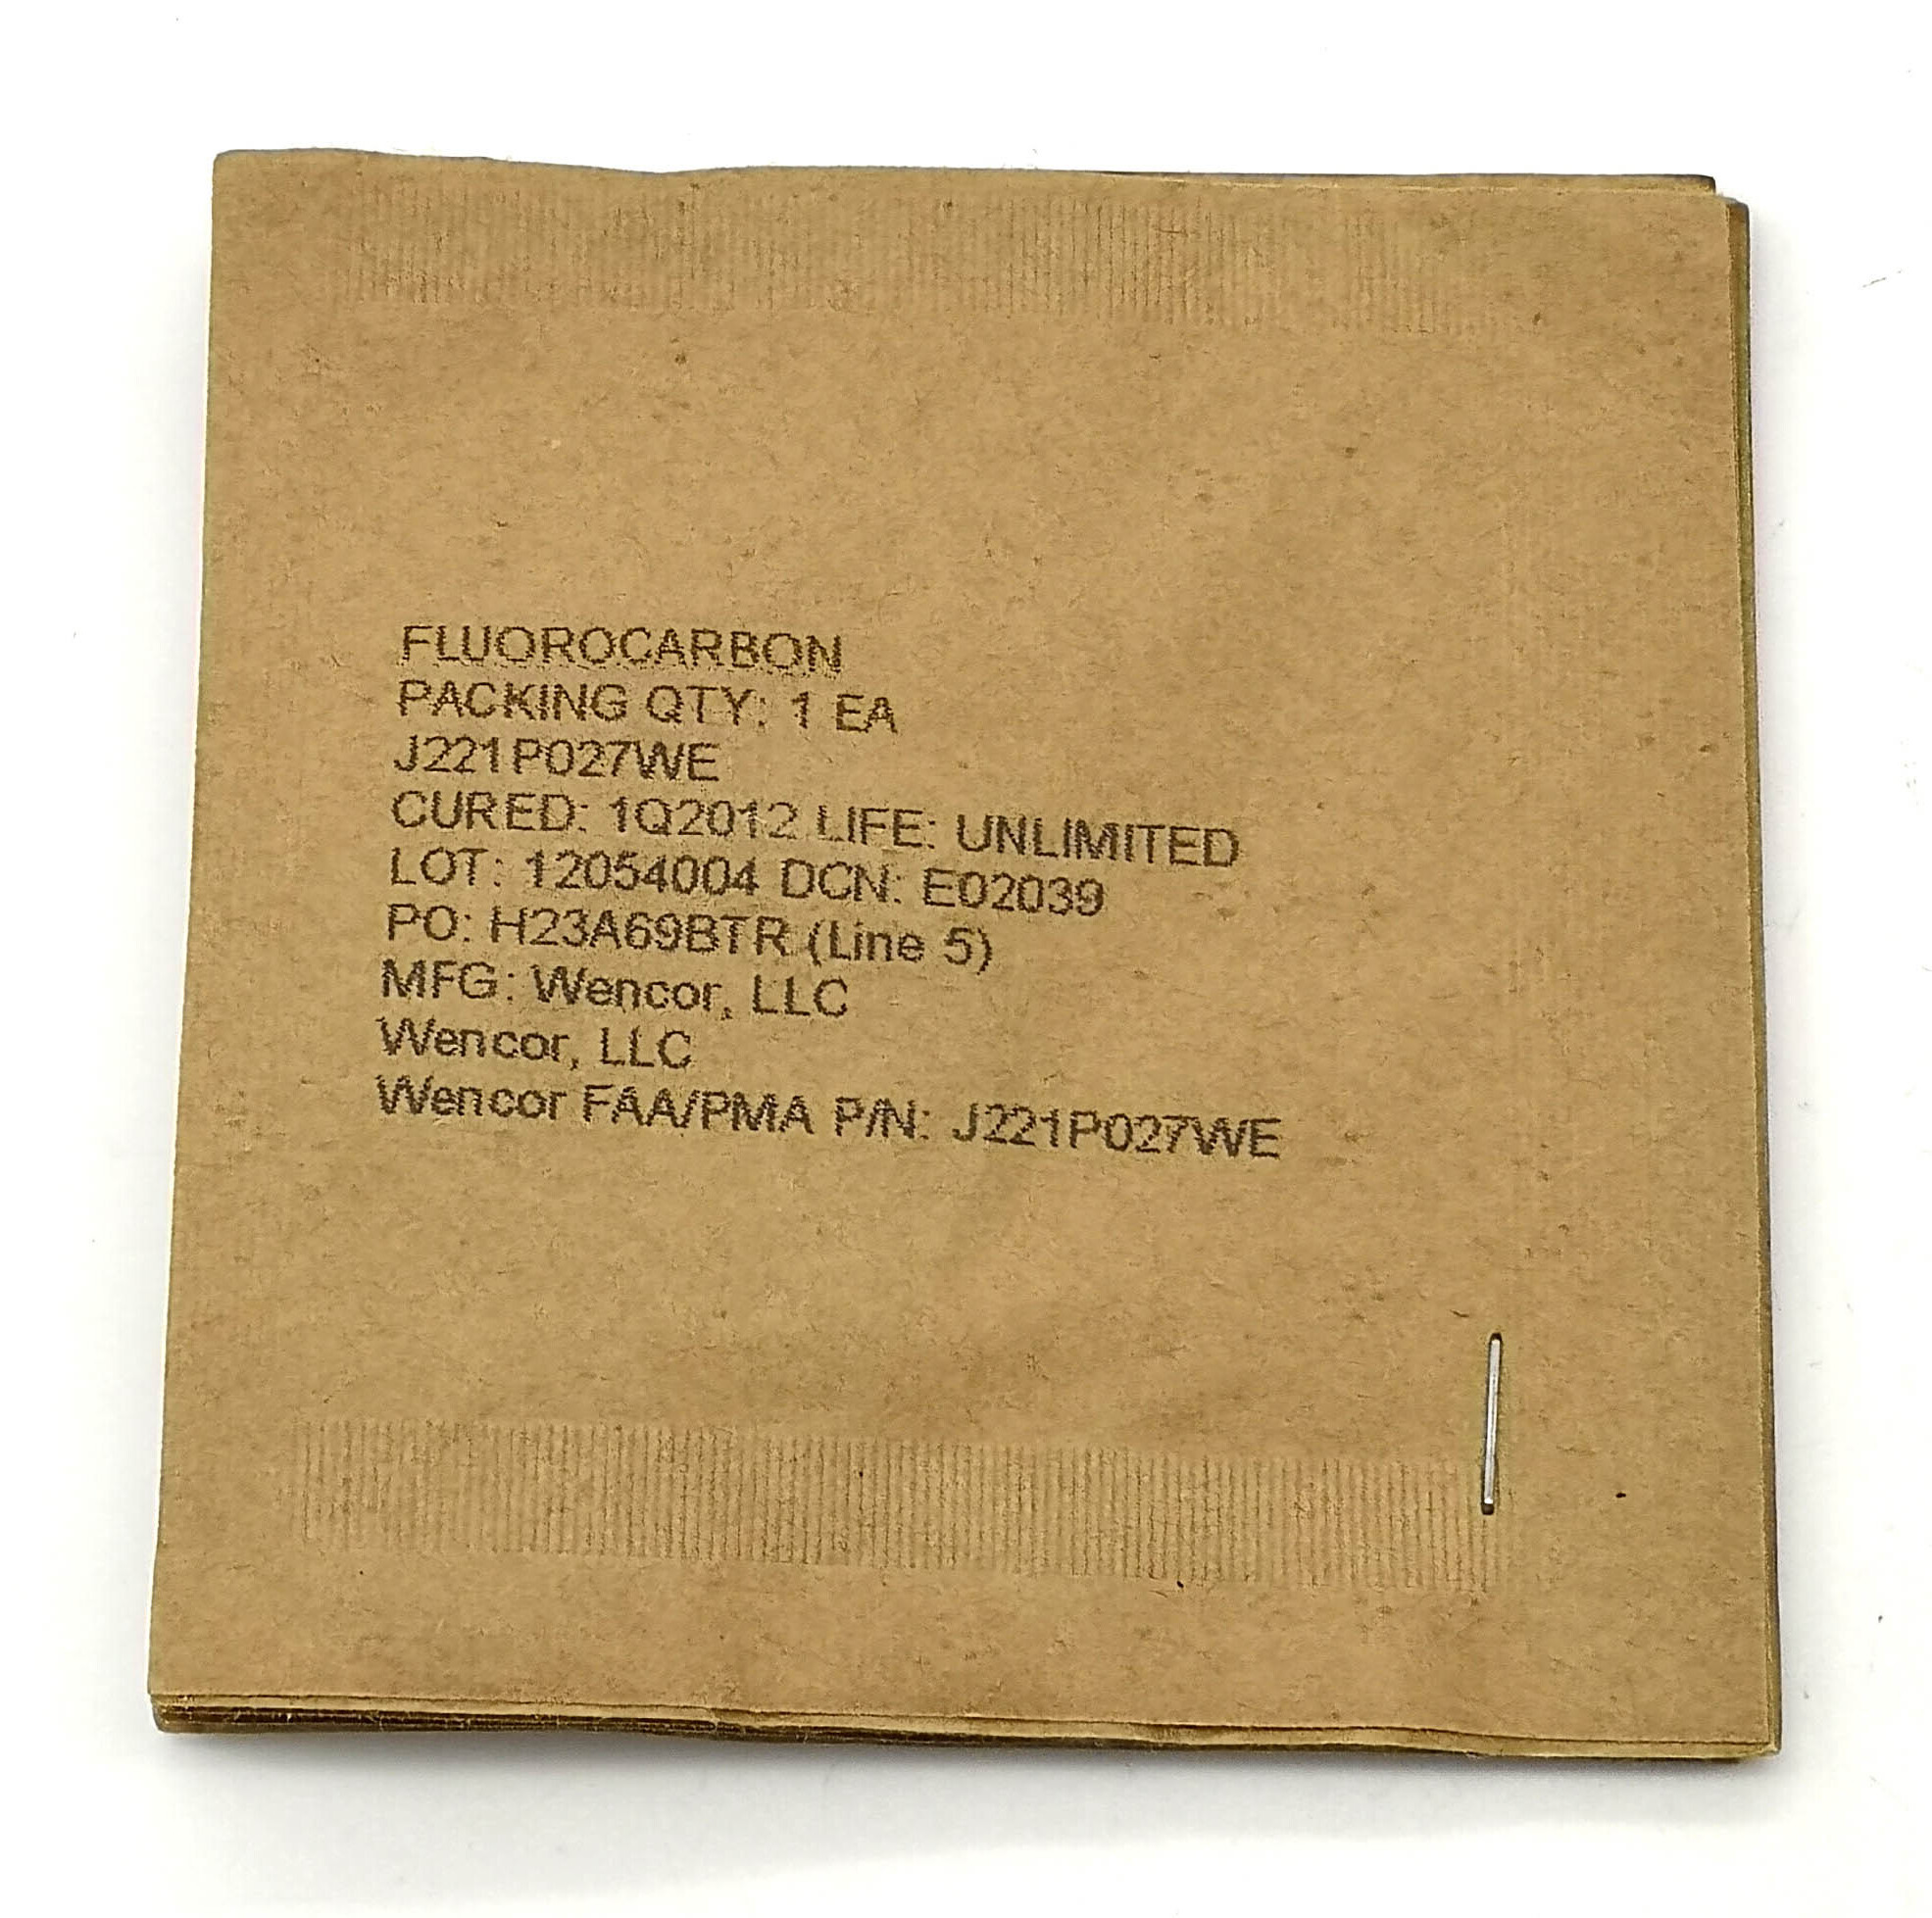 FLUOROCARBON
PACKING QTY: 1 EA
J221P027WE
CURED: 1Q2012 LIFE: UNLIMITED
LOT: 12054004 DCN: E02039
PO: H23A69BTR (Line 5)
MFG: Wencor, LLC
Wencor, LLC
Wencor FAA/PMA P/N: J221P027WE